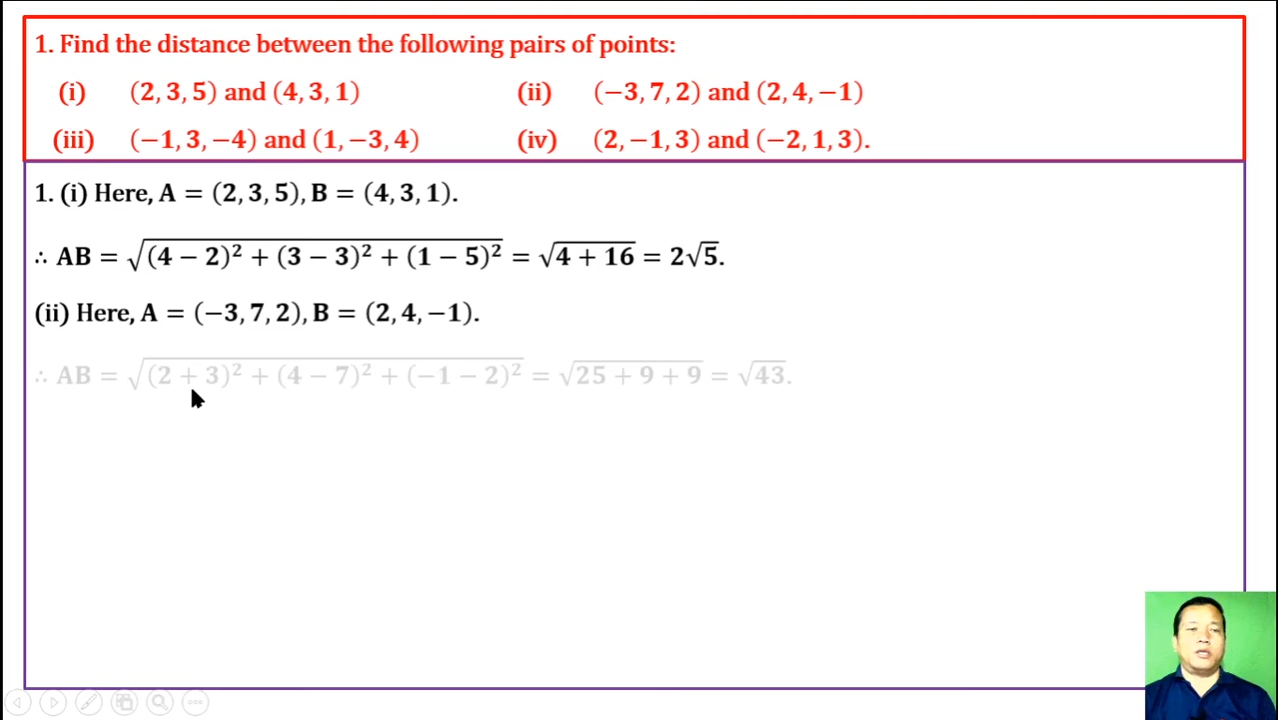 1. Find the distance between the following pairs of points:
(i) (2, 3, 5) and (4, 3, 1) (ii) (−3, 7, 2) and (2, 4, −1)
(iii) (−1, 3, −4) and (1, −3, 4) (iv) (2, −1, 3) and (−2, 1, 3).
1. (i) Here, A = (2, 3, 5), B = (4, 3, 1).
∴ AB = √((4 − 2)² + (3 − 3)² + (1 − 5)²) = √(4 + 16) = 2√5.
(ii) Here, A = (−3, 7, 2), B = (2, 4, −1).
∴ AB = √((2 + 3)² + (4 − 7)² + (−1 − 2)²) = √(25 + 9 + 9) = √43.